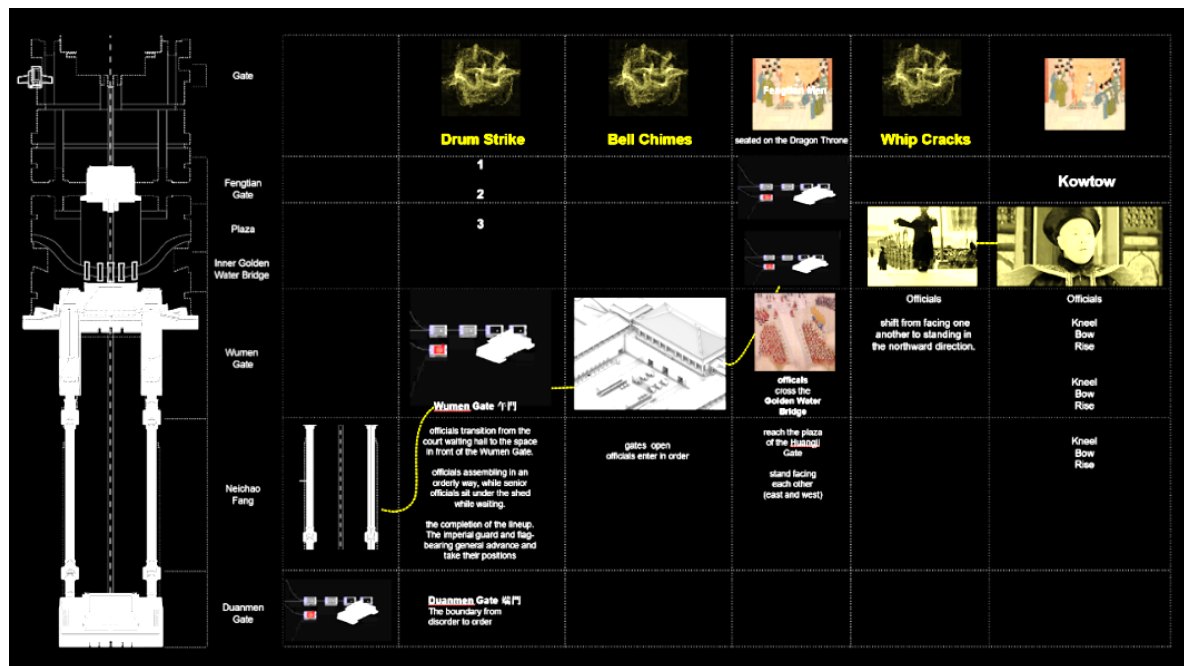 Gate
Fengtian
Gate
Plaza
Inner Golden
Water Bridge
Wumen
Gate
Neichao
Fang
Duanmen
Gate
Drum Strike
1
2
3
Wumen Gate 午門
officials transition from the
court waiting hall to the space
in front of the Wumen Gate.
officials assembling in an
orderly way, while senior
officials sit under the shed
while waiting.
the completion of the lineup.
The imperial guard and flag-
bearing general advance and
take their positions
Duanmen Gate 端門
The boundary from
disorder to order
Bell Chimes
gates open
officials enter in order
Fengtian Men
seated on the Dragon Throne
officals
cross the
Golden Water
Bridge
reach the plaza
of the Huangji
Gate
stand facing
each other
(east and west)
Whip Cracks
Officials
shift from facing one
another to standing in
the northward direction.
Kowtow
Officials
Kneel
Bow
Rise
Kneel
Bow
Rise
Kneel
Bow
Rise